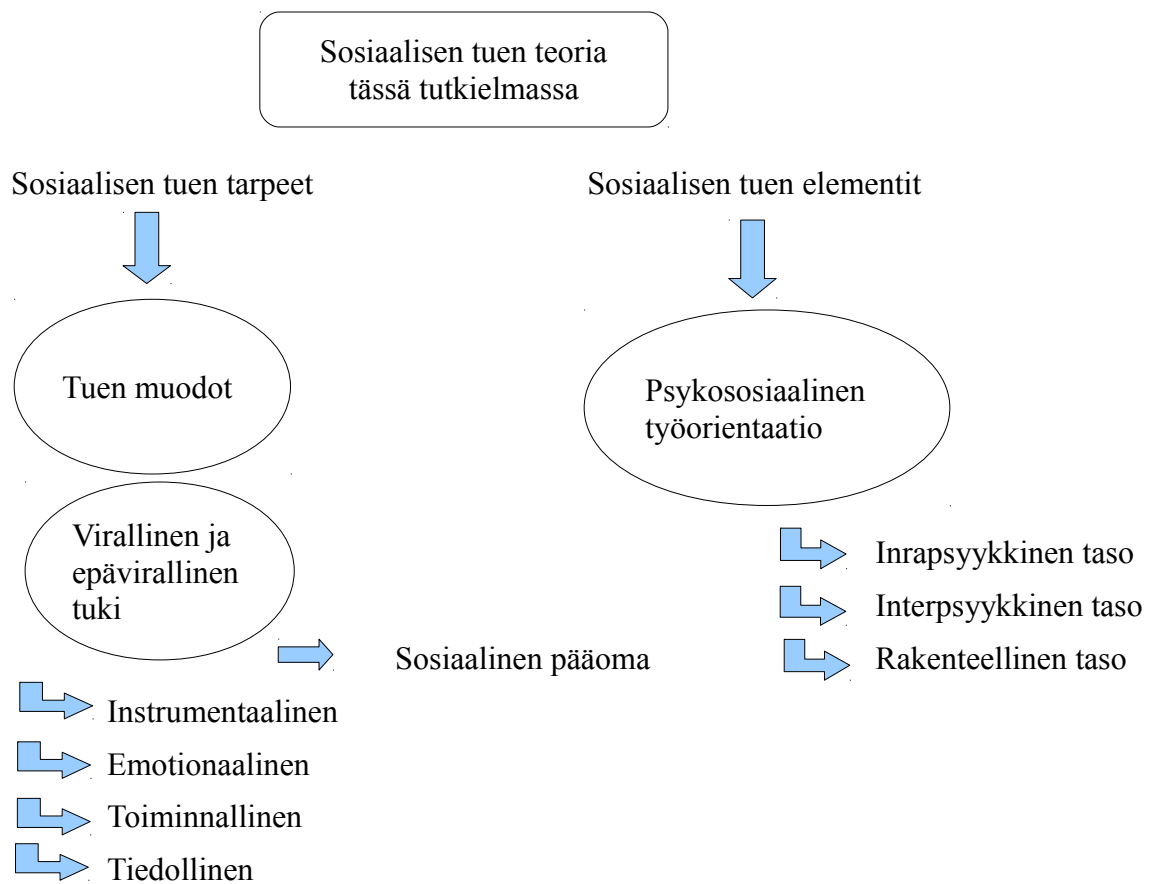 Sosiaalisen tuen teoria
tässä tutkielmassa
Sosiaalisen tuen tarpeet
Sosiaalisen tuen elementit
Tuen muodot
Psykososiaalinen
työorientaatio
Virallinen ja
epävirallinen
tuki
Sosiaalinen pääoma
Inrapsyykkinen taso
Interpsyykkinen taso
Rakenteellinen taso
Instrumentaalinen
Emotionaalinen
Toiminnallinen
Tiedollinen